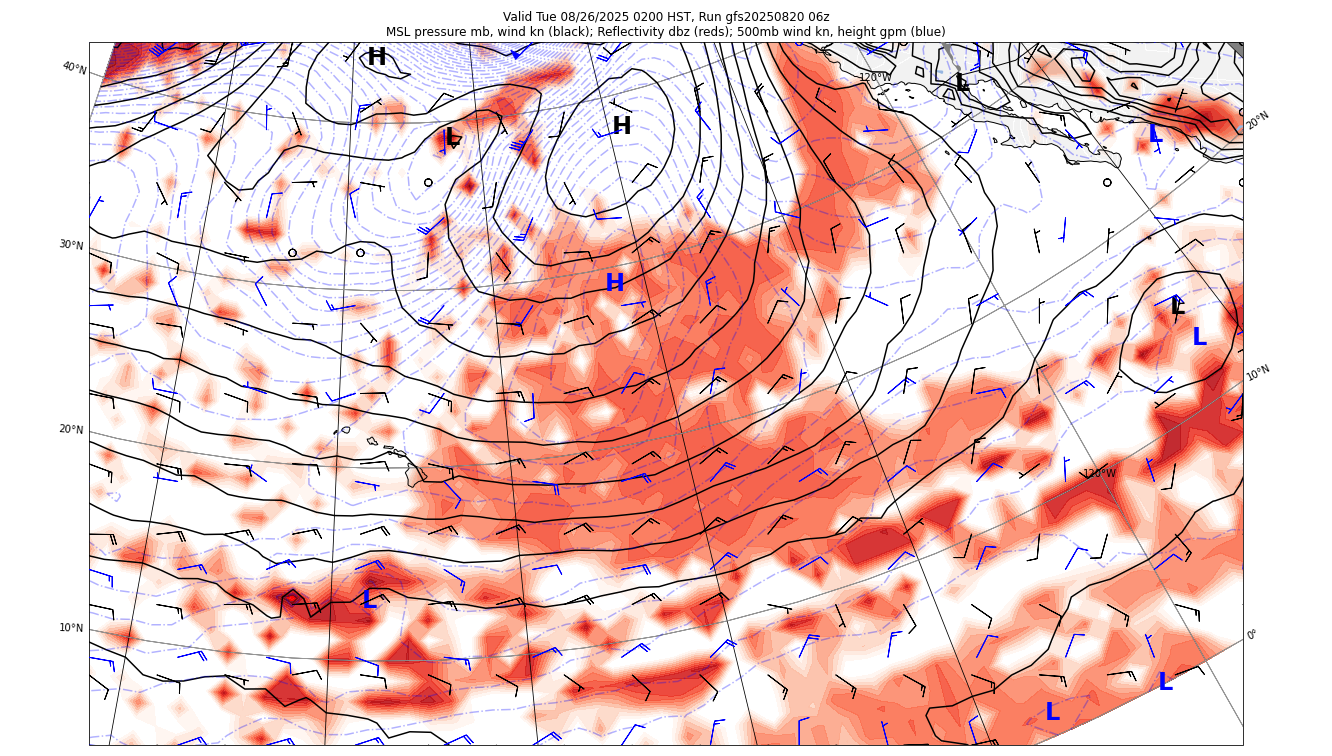 Valid Tue 08/26/2025 0200 HST, Run gfs20250820 06z
MSL pressure mb, wind kn (black); Reflectivity dbz (reds); 500mb wind kn, height gpm (blue)
H
40°N
120°W
L
H
L
L
20°N
30°N
H
L
L
10°N
20°N
120°W
L
10°N
0°
L
L